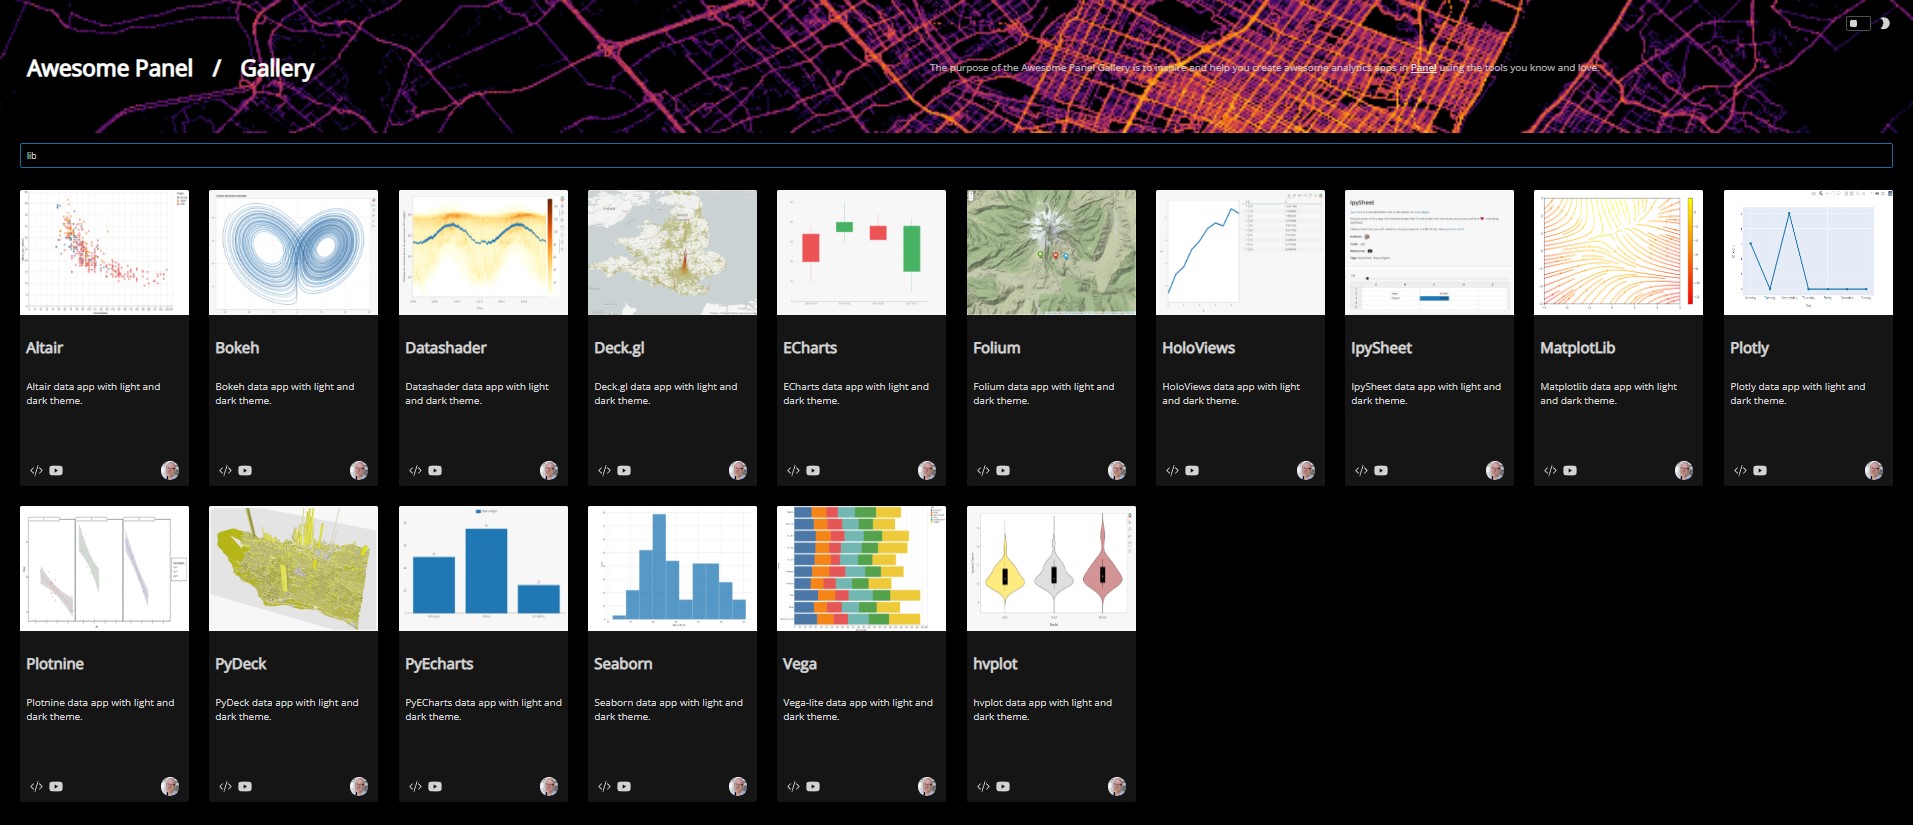 Awesome Panel / Gallery
The purpose of the Awesome Panel Gallery is to inspire and help you create awesome analytics apps in Panel using the tools you know and love.
lib
IpySheet
Altair
Bokeh
Datashader
Deck.gl
ECharts
Folium
HoloViews
IpySheet
MatplotLib
Plotly
Altair data app with light and
dark theme.
Bokeh data app with light and
dark theme.
Datashader data app with light
and dark theme.
Deck.gl data app with light and
dark theme.
ECharts data app with light and
dark theme.
Folium data app with light and
dark theme.
HoloViews data app with light
and dark theme.
IpySheet data app with light and
dark theme.
Matplotlib data app with light
and dark theme.
Plotly data app with light and
dark theme.
Plotnine
PyDeck
PyEcharts
Seaborn
Vega
hvplot
Plotnine data app with light and
dark theme.
PyDeck data app with light and
dark theme.
PyECharts data app with light and
dark theme.
Seaborn data app with light and
dark theme.
Vega-lite data app with light and
dark theme.
hvplot data app with light and
dark theme.